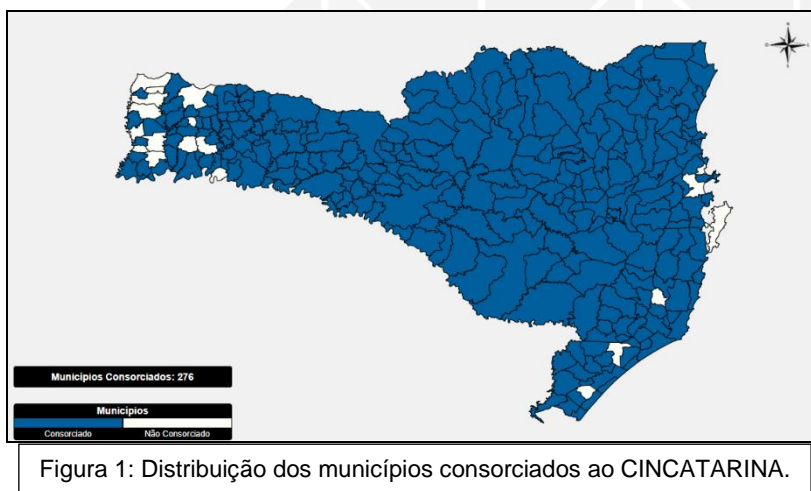 Municípios Consorciados: 276
Municípios
Consorciado Não Consorciado
Figura 1: Distribuição dos municípios consorciados ao CINCATARINA.